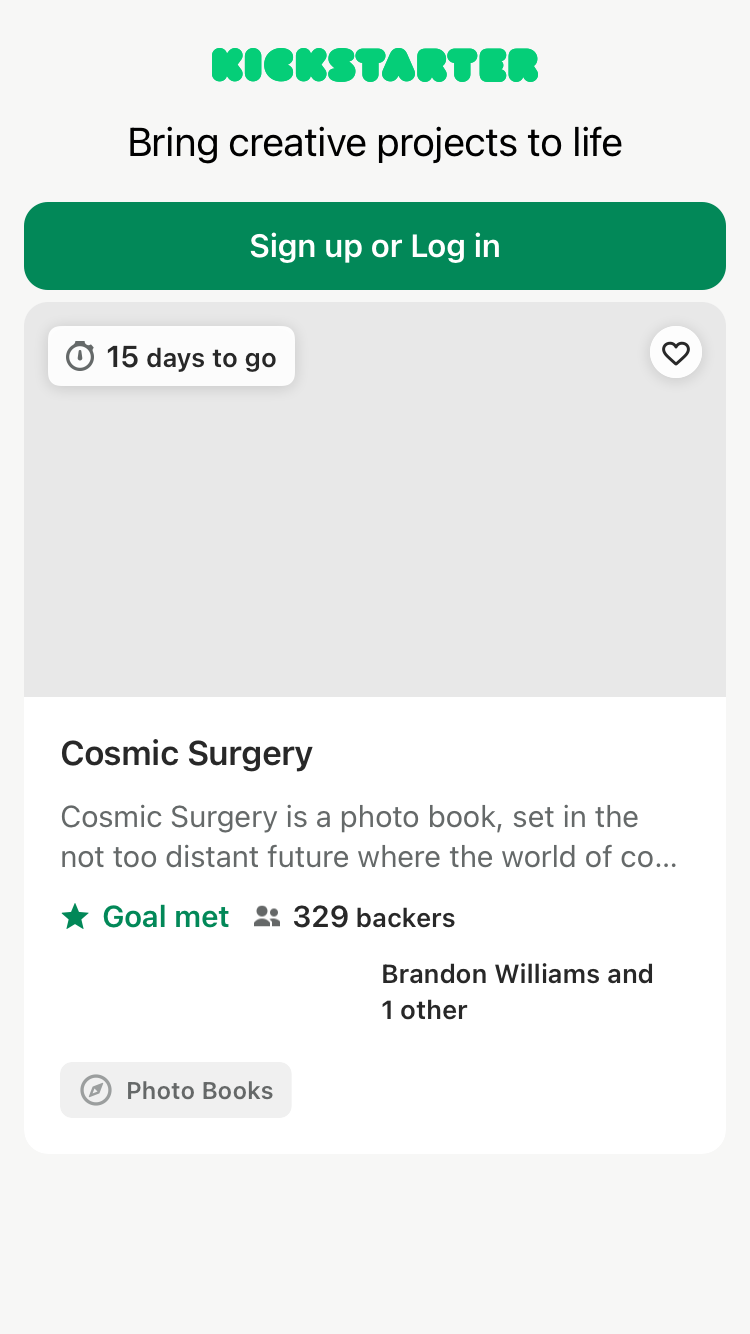 KICKSTARTER
Bring creative projects to life
Sign up or Log in
15 days to go
Cosmic Surgery
Cosmic Surgery is a photo book, set in the
not too distant future where the world of co...
Goal met 329 backers
Brandon Williams and
1 other
Photo Books